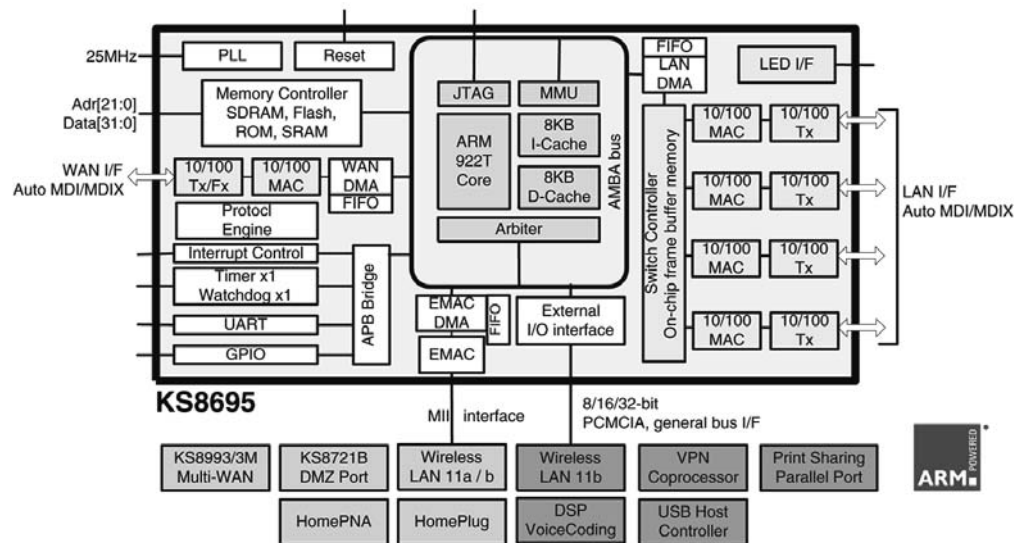 25MHz
PLL
Reset
Adr[21:0]
Data[31:0]
Memory Controller
SDRAM, Flash,
ROM, SRAM
WAN I/F
Auto MDI/MDIX
10/100
Tx/Fx
10/100
MAC
WAN
DMA
FIFO
Protocl
Engine
Interrupt Control
Timer x1
Watchdog x1
UART
GPIO
APB Bridge
JTAG
MMU
ARM
922T
Core
8KB
I-Cache
8KB
D-Cache
Arbiter
AMBA bus
EMAC
DMA
FIFO
EMAC
External
I/O interface
FIFO
LAN
DMA
LED I/F
Switch Controller
On-chip frame buffer memory
10/100
MAC
10/100
Tx
10/100
MAC
10/100
Tx
10/100
MAC
10/100
Tx
10/100
MAC
10/100
Tx
LAN I/F
Auto MDI/MDIX
KS8695
MII interface
8/16/32-bit
PCMCIA, general bus I/F
KS8993/3M
Multi-WAN
KS8721B
DMZ Port
Wireless
LAN 11a / b
Wireless
LAN 11b
VPN
Coprocessor
Print Sharing
Parallel Port
HomePNA
HomePlug
DSP
VoiceCoding
USB Host
Controller
ARM
POWERED